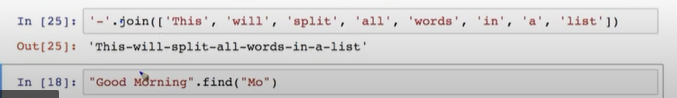 In [25]: '-'.join(['This', 'will', 'split', 'all', 'words', 'in', 'a', 'list'])
Out[25]: 'This-will-split-all-words-in-a-list'
In [18]: "Good Morning".find("Mo")